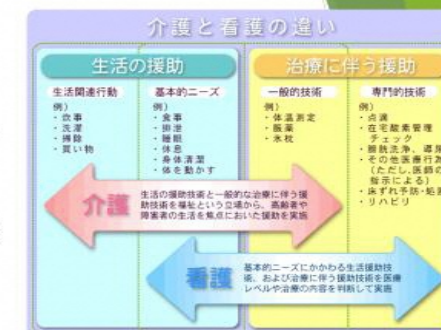 介護と看護の違い
生活の援助
治療に伴う援助
生活関連行動
基本的ニーズ
一般的技術
専門的技術
例）
・炊事
・洗濯
・掃除
・買い物
例）
・食事
・排泄
・睡眠
・休息
・身体清潔
・体を動かす
例）
・体温測定
・服薬
・氷枕
例）
・点滴
・在宅酸素管理
チェック
・膀胱洗浄、導尿
・その他医療行為
（ただし、医師の
指示による）
・床ずれ予防・処置
・リハビリ
介護
生活の援助技術と一般的な治療に伴う援
助技術を福祉という立場から、高齢者や
障害者の生活を焦点においた援助を実施
看護
基本的ニーズにかかわる生活援助技
術、および治療に伴う援助技術を医療
レベルや治療の内容を判断して実施